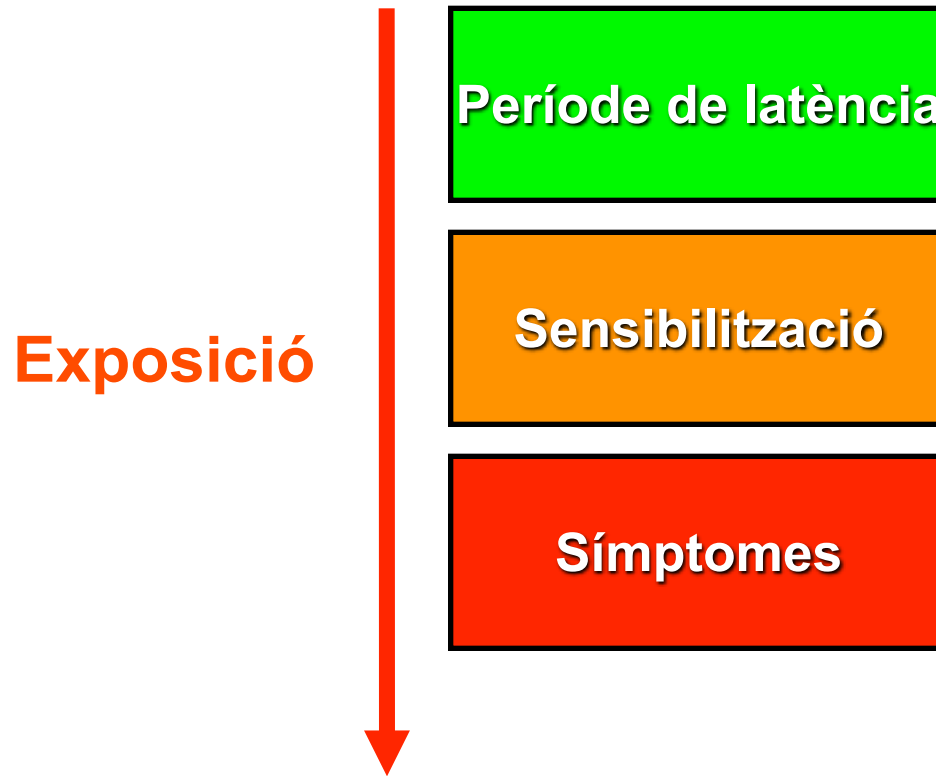 Període de latència
Sensibilització
Exposició
Símptomes